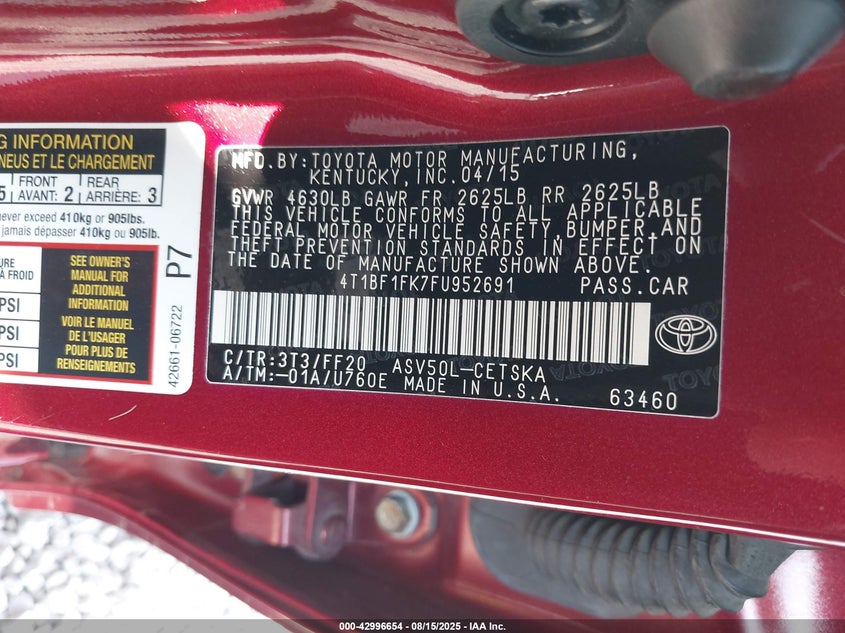 G INFORMATION
NEUS ET LE CHARGEMENT
5 FRONT AVANT: 2 REAR ARRIÈRE: 3
never exceed 410kg or 905lbs.
jamais dépasser 410kg ou 905lb.
À FROID
PSI
PSI
SEE OWNER'S
MANUAL FOR
ADDITIONAL
INFORMATION
VOIR LE MANUEL
DE L'USAGER
POUR PLUS DE
RENSEIGNEMENTS
P7
42661-06722
MFD.BY:TOYOTA MOTOR MANUFACTURING,
KENTUCKY,INC.04/15
GVWR 4630LB GAWR FR 2625LB RR 2625LB
THIS VEHICLE CONFORMS TO ALL APPLICABLE
FEDERAL MOTOR VEHICLE SAFETY,BUMPER,AND
THEFT PREVENTION STANDARDS IN EFFECT ON
THE DATE OF MANUFACTURE SHOWN ABOVE.
4T1BF1FK7FU952691 PASS.CAR
C/TR:3T3/FF20 ASV50L-CETSKA
A/TM:-01A/U760E MADE IN U.S.A.
63460
TOYOTA
000-42996654 - 08/15/2025 - IAA Inc.